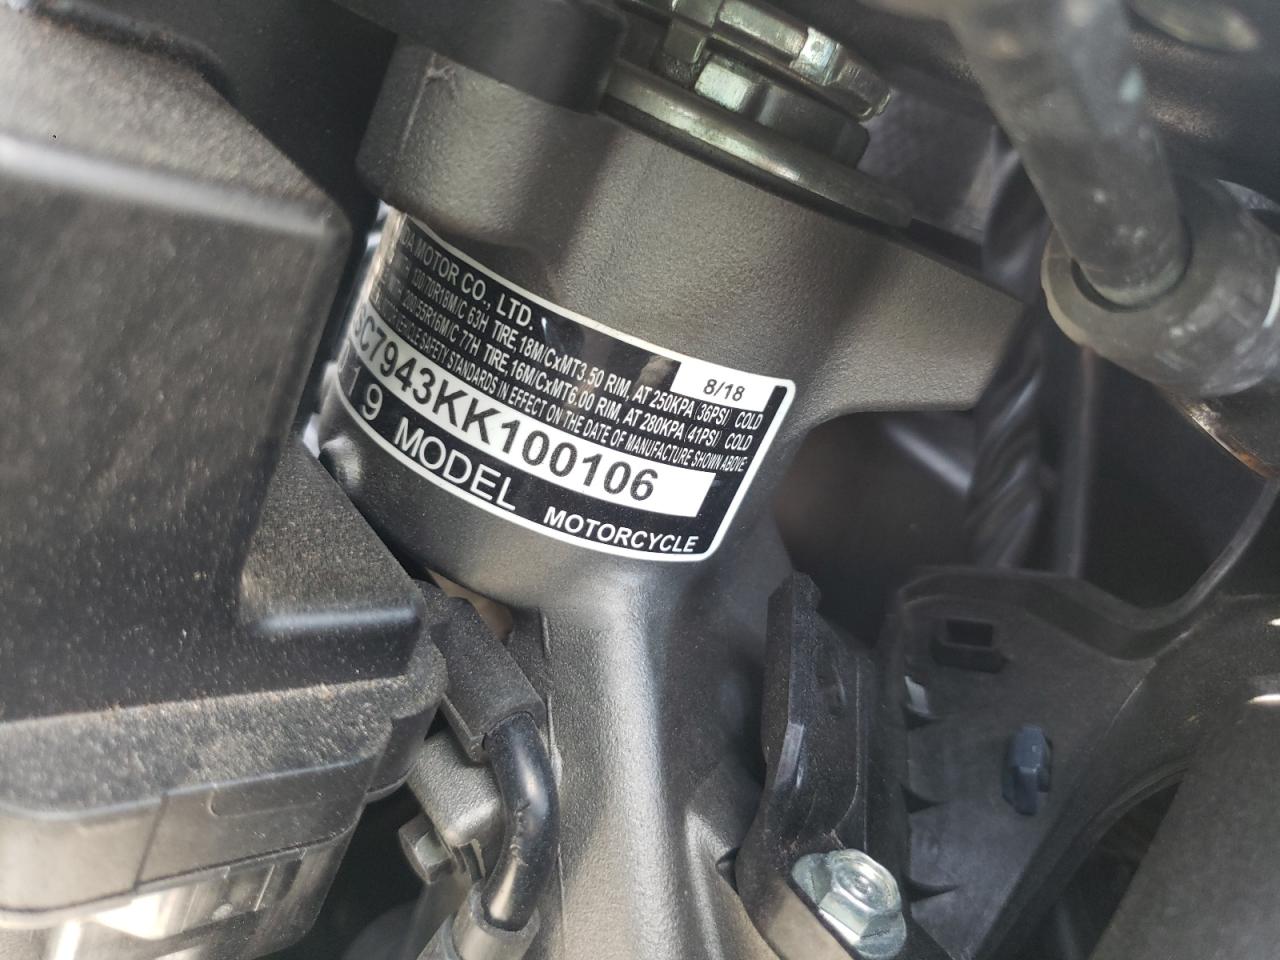 DA MOTOR CO., LTD. 8/18
130/70R18M/C 63H TIRE, 18M/CxMT3.50 RIM, AT 250KPA (36PSI) COLD
200/55R16M/C 77H TIRE, 16M/CxMT6.00 RIM, AT 280KPA (41PSI) COLD
VEHICLE SAFETY STANDARDS IN EFFECT ON THE DATE OF MANUFACTURE SHOWN ABOVE
SC7943KK100106
19 MODEL MOTORCYCLE